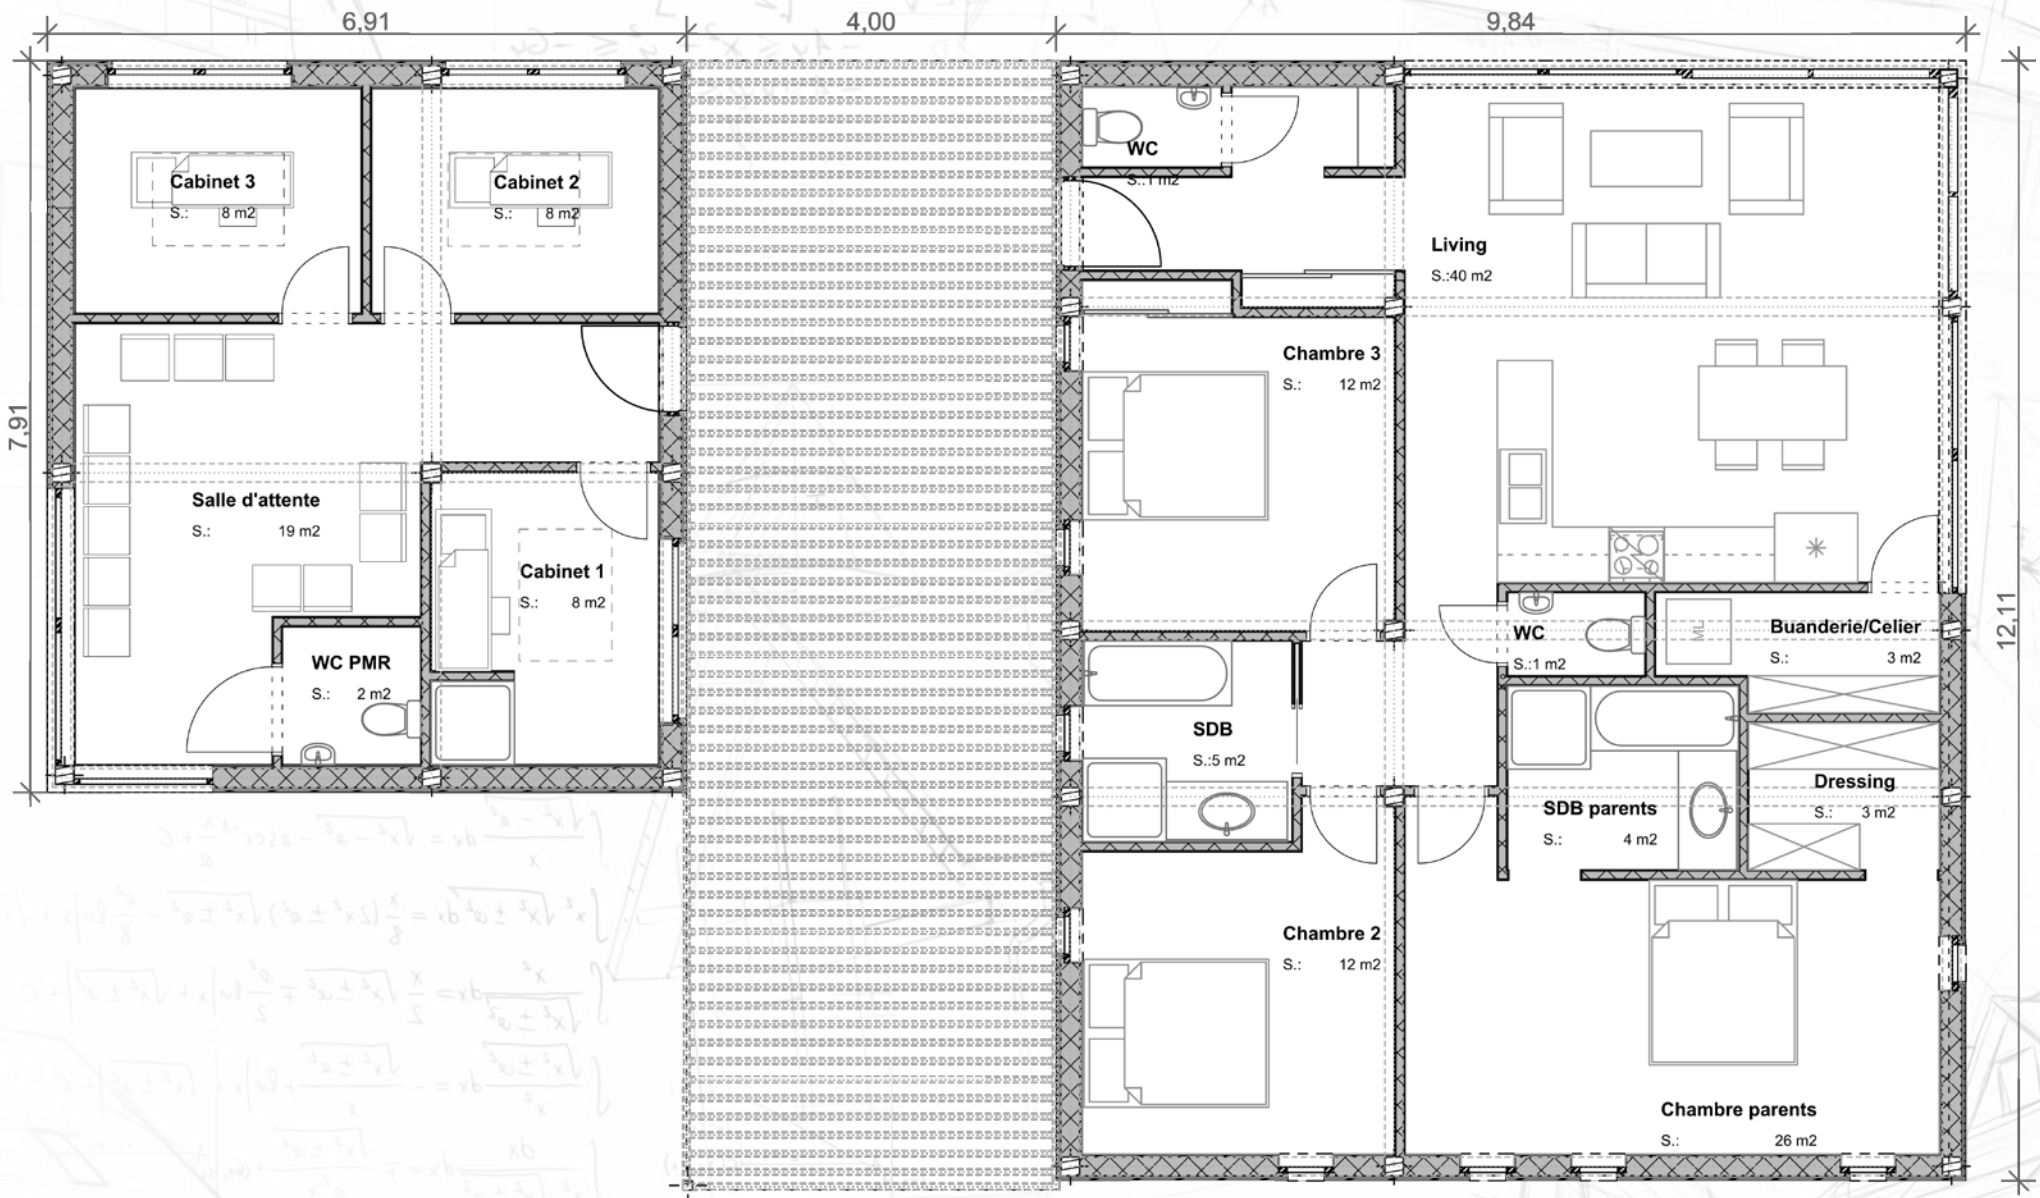 6,91
4,00
9,84
7,91
12,11
Cabinet 3
S.: 8 m2
Cabinet 2
S.: 8 m2
Salle d'attente
S.: 19 m2
Cabinet 1
S.: 8 m2
WC PMR
S.: 2 m2
WC
S.:1 m2
Living
S.:40 m2
Chambre 3
S.: 12 m2
WC
S.:1 m2
ML
Buanderie/Celier
S.: 3 m2
SDB
S.:5 m2
SDB parents
S.: 4 m2
Dressing
S.: 3 m2
Chambre 2
S.: 12 m2
Chambre parents
S.: 26 m2